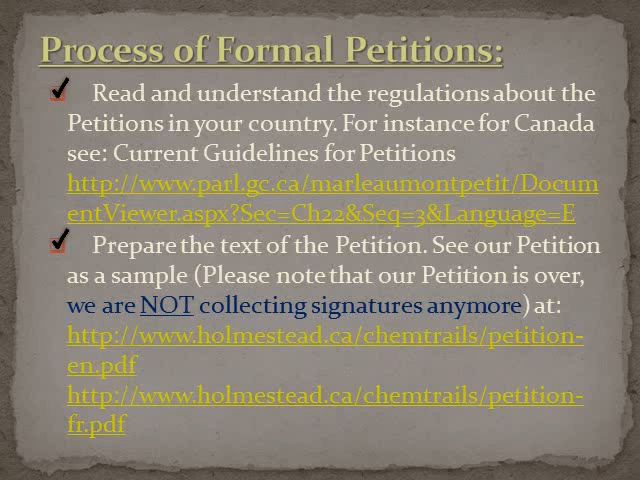 Process of Formal Petitions:
Read and understand the regulations about the
Petitions in your country. For instance for Canada
see: Current Guidelines for Petitions
http://www.parl.gc.ca/marleaumontpetit/Docum
entViewer.aspx?Sec=Ch22&Seq=3&Language=E
Prepare the text of the Petition. See our Petition
as a sample (Please note that our Petition is over,
we are NOT collecting signatures anymore) at:
http://www.holmestead.ca/chemtrails/petition-
en.pdf
http://www.holmestead.ca/chemtrails/petition-
fr.pdf